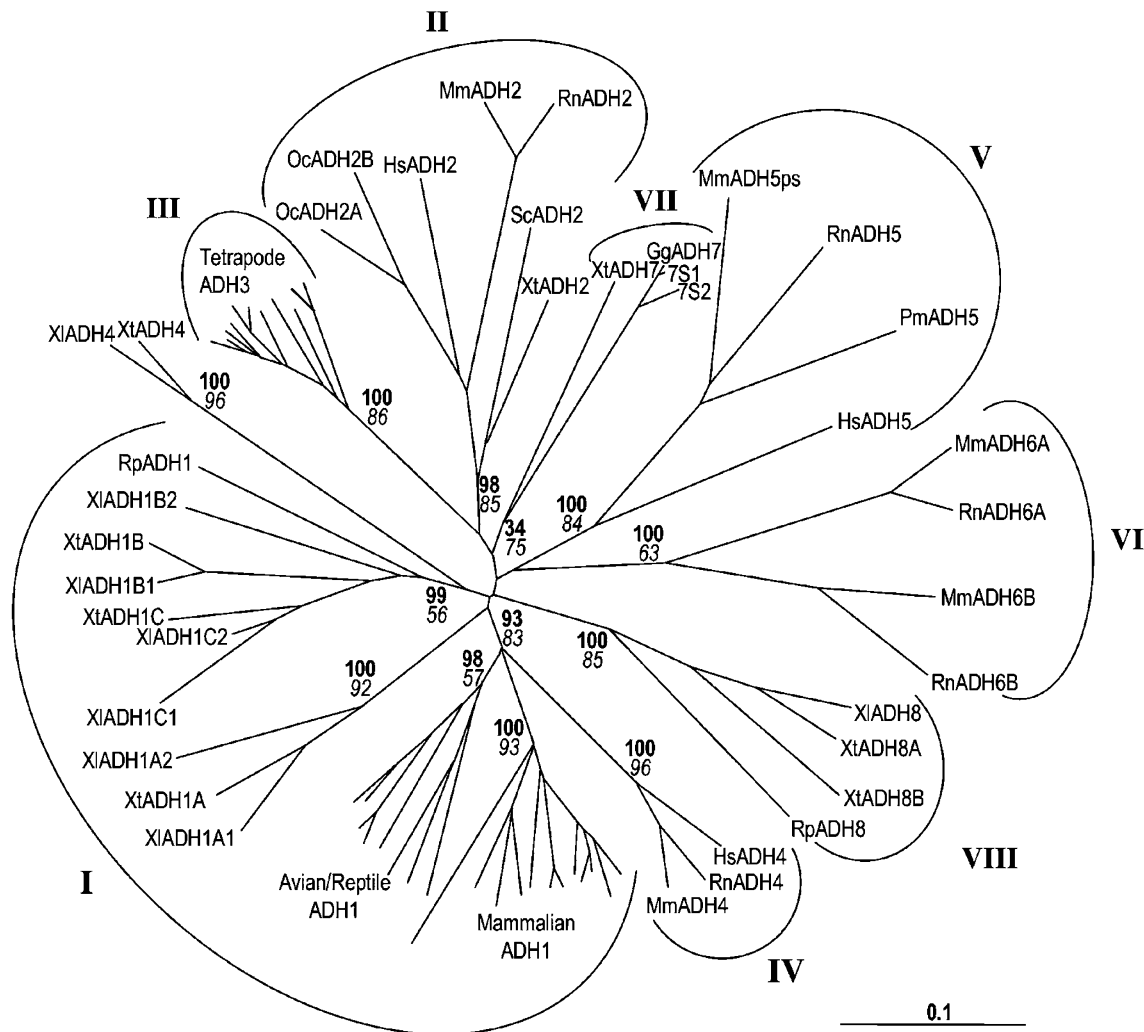 II
MmADH2
RnADH2
V
OcADH2B
HsADH2
MmADH5ps
III
VII
OcADH2A
ScADH2
RnADH5
Tetrapode
ADH3
GgADH7
XtADH7
7S1
7S2
XtADH2
PmADH5
XlADH4
XtADH4
100
96
100
86
HsADH5
MmADH6A
RpADH1
XlADH1B2
98
85
100
84
RnADH6A
34
75
100
63
VI
XtADH1B
XlADH1B1
MmADH6B
XtADH1C
XlADH1C2
99
56
93
83
100
85
100
92
98
57
RnADH6B
XlADH1C1
XlADH8
XlADH1A2
100
93
100
96
XtADH8A
XtADH1A
XtADH8B
XlADH1A1
RpADH8
HsADH4
VIII
I
Avian/Reptile
ADH1
RnADH4
MmADH4
Mammalian
ADH1
IV
0.1